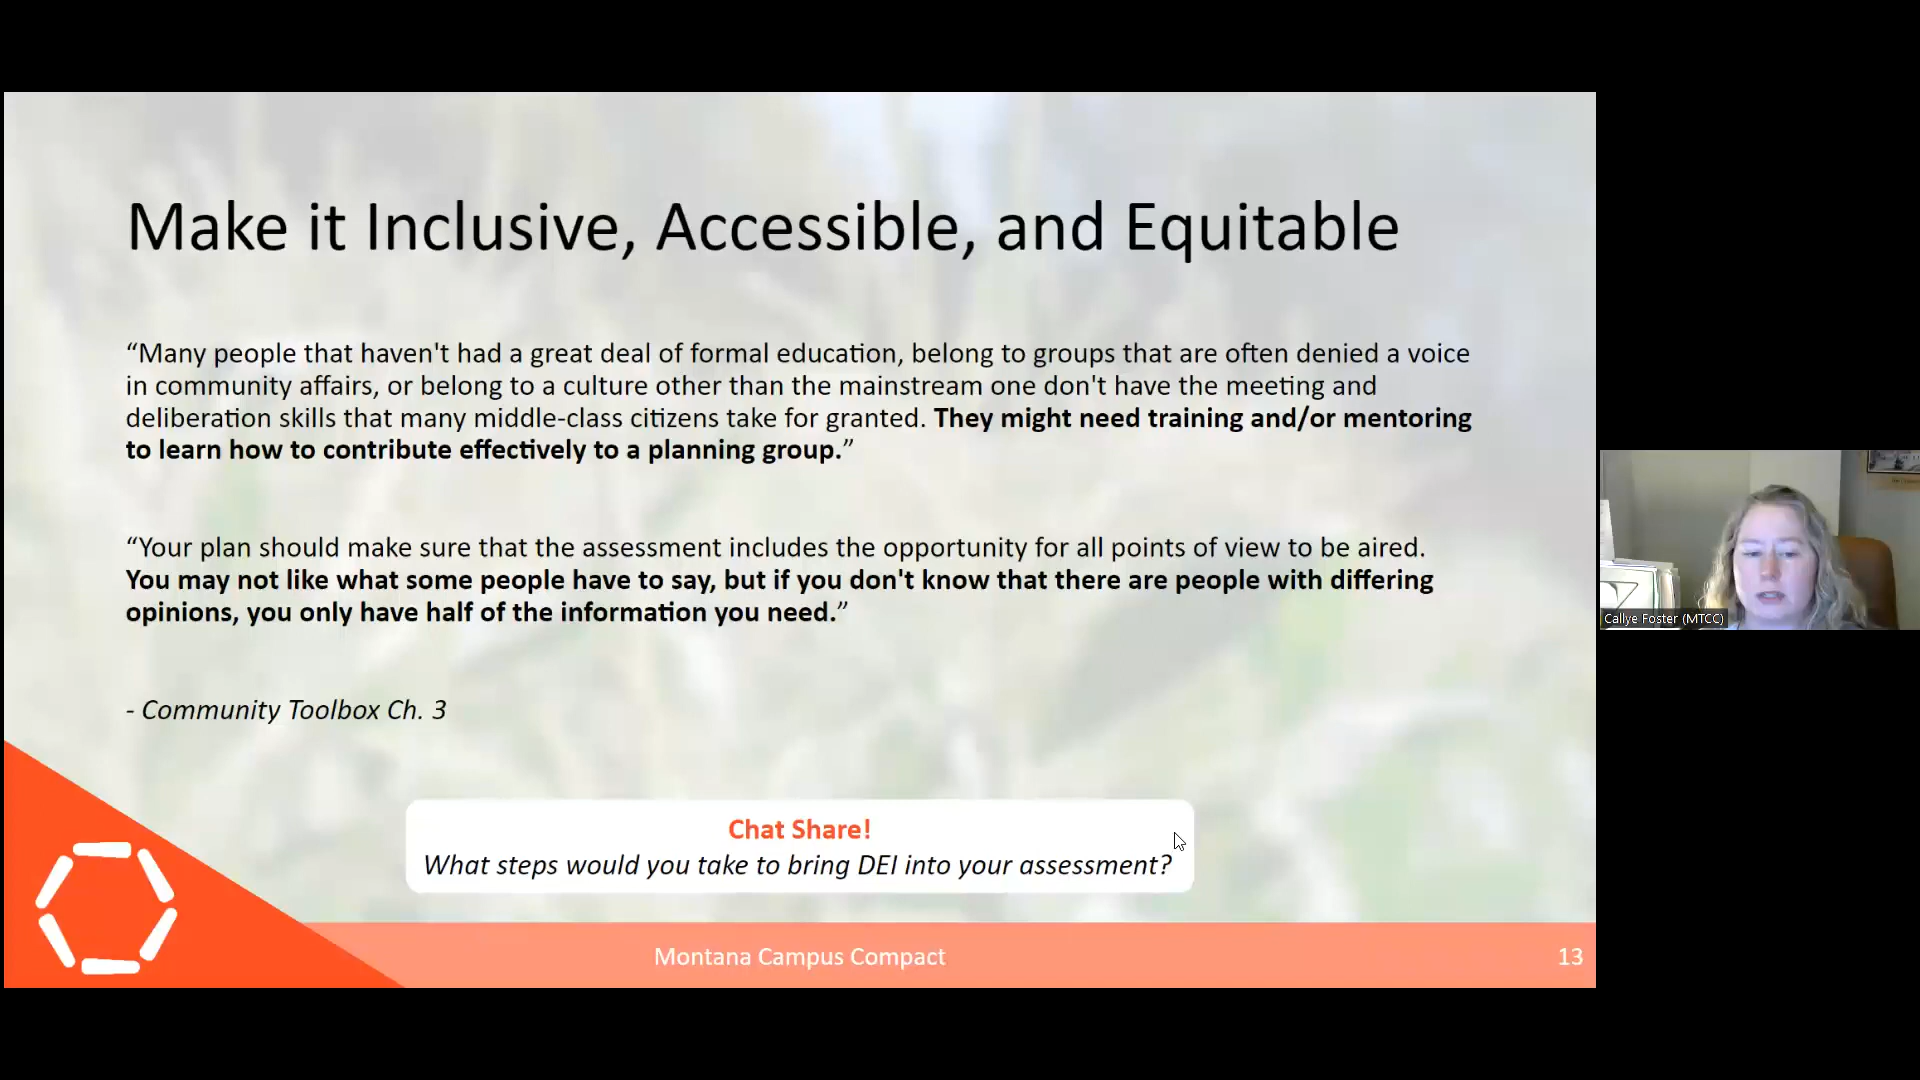 Make it Inclusive, Accessible, and Equitable
“Many people that haven't had a great deal of formal education, belong to groups that are often denied a voice
in community affairs, or belong to a culture other than the mainstream one don't have the meeting and
deliberation skills that many middle-class citizens take for granted. They might need training and/or mentoring
to learn how to contribute effectively to a planning group.”
“Your plan should make sure that the assessment includes the opportunity for all points of view to be aired.
You may not like what some people have to say, but if you don't know that there are people with differing
opinions, you only have half of the information you need.”
- Community Toolbox Ch. 3
Chat Share!
What steps would you take to bring DEI into your assessment?
Montana Campus Compact
13
Callye Foster (MTCC)